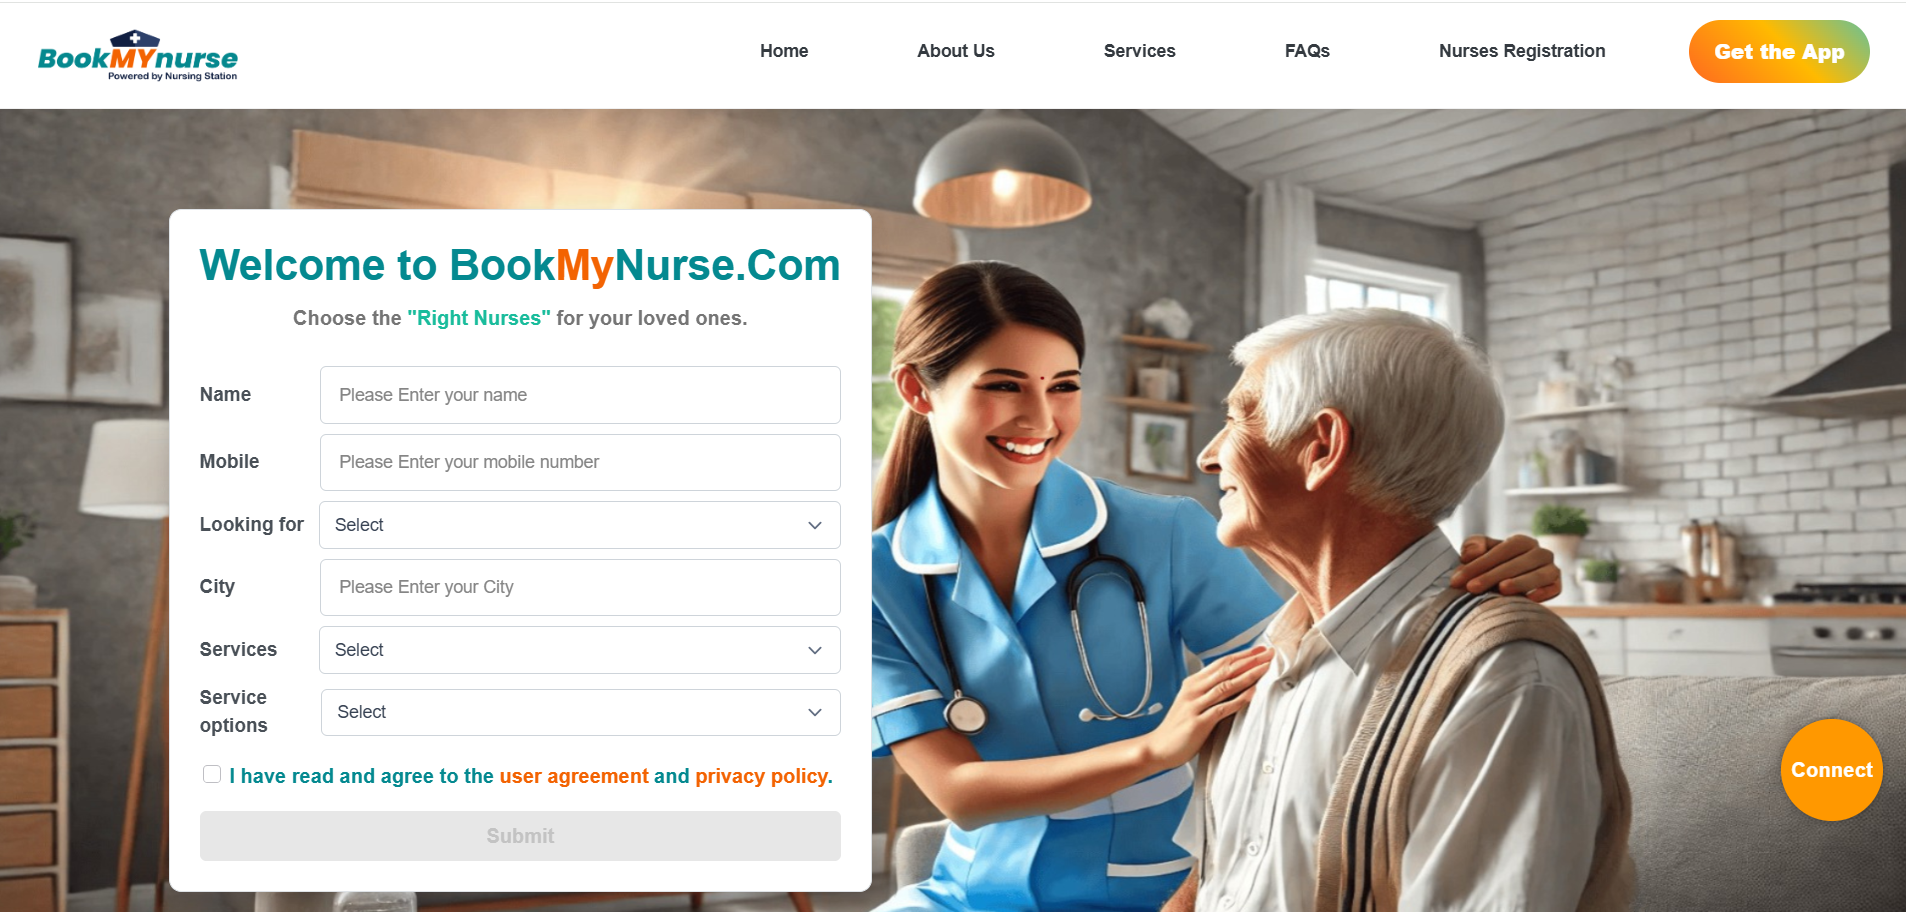 BookMYnurse
Powered by Nursing Station
Home
About Us
Services
FAQs
Nurses Registration
Get the App
Welcome to BookMyNurse.Com
Choose the "Right Nurses" for your loved ones.
Name
Please Enter your name
Mobile
Please Enter your mobile number
Looking for
Select
City
Please Enter your City
Services
Select
Service
options
Select
I have read and agree to the user agreement and privacy policy.
Submit
Connect